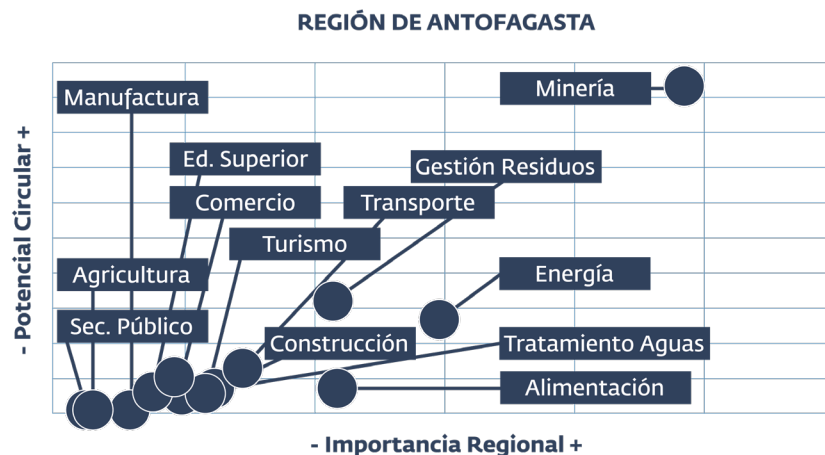 REGIÓN DE ANTOFAGASTA
Minería
Manufactura
Ed. Superior
Gestión Residuos
Comercio
Transporte
Turismo
Agricultura
Energía
Sec. Público
Construcción
Tratamiento Aguas
Alimentación
- Potencial Circular +
- Importancia Regional +